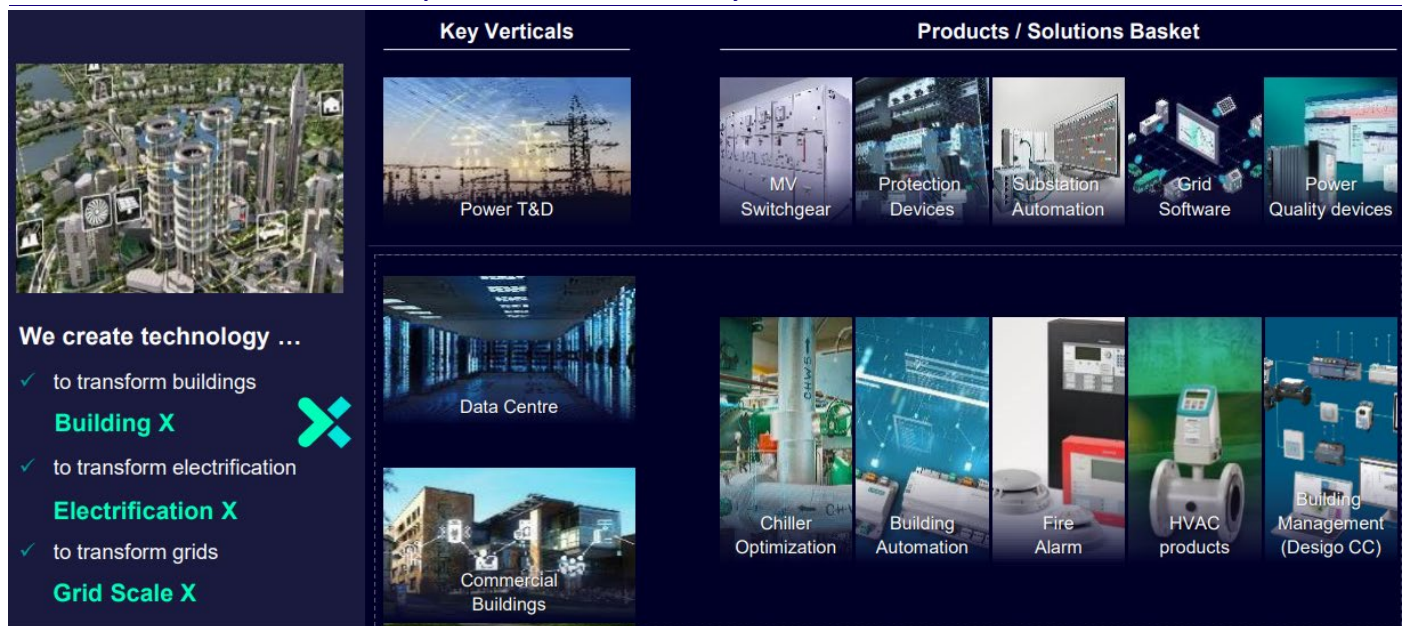 Key Verticals
Products / Solutions Basket
Power T&D
MV
Switchgear
Protection
Devices
Substation
Automation
Grid
Software
Power
Quality devices
We create technology …
to transform buildings
Building X
to transform electrification
Electrification X
to transform grids
Grid Scale X
Data Centre
Commercial
Buildings
Chiller
Optimization
Building
Automation
Fire
Alarm
HVAC
products
Building
Management
(Desigo CC)